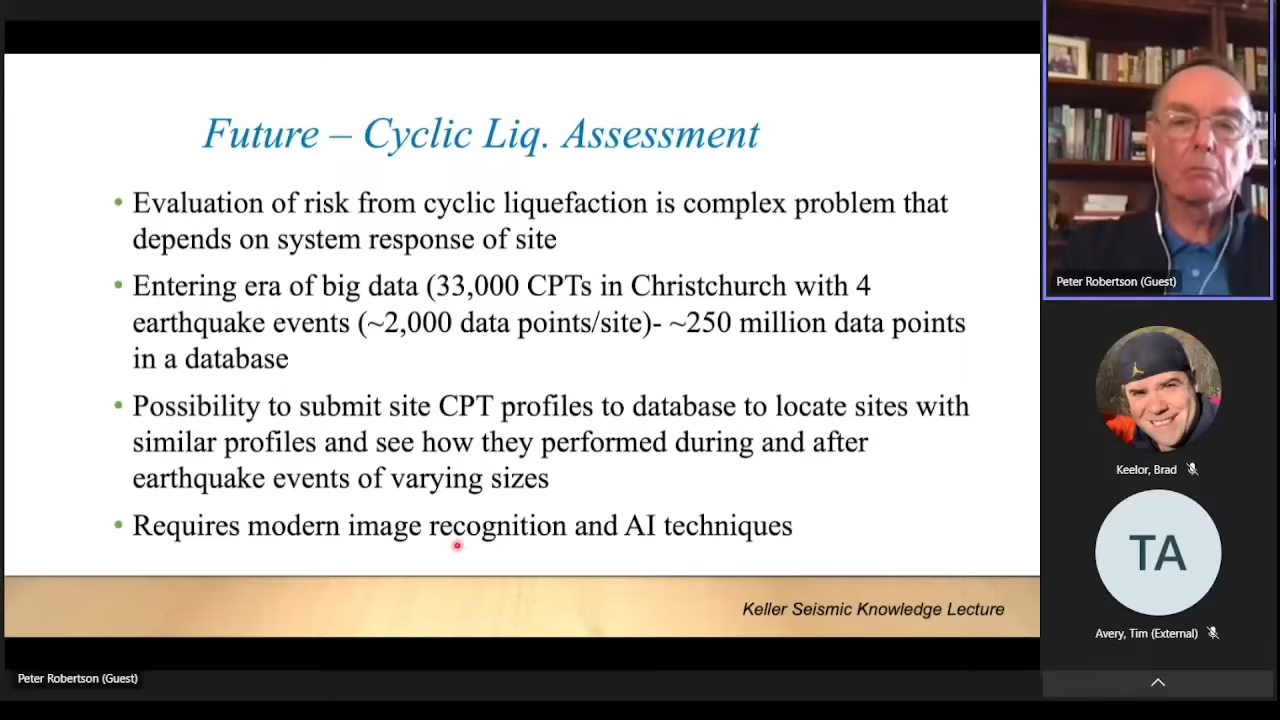 Future – Cyclic Liq. Assessment
• Evaluation of risk from cyclic liquefaction is complex problem that
depends on system response of site
• Entering era of big data (33,000 CPTs in Christchurch with 4
earthquake events (~2,000 data points/site)- ~250 million data points
in a database
• Possibility to submit site CPT profiles to database to locate sites with
similar profiles and see how they performed during and after
earthquake events of varying sizes
• Requires modern image recognition and AI techniques
Keller Seismic Knowledge Lecture
Peter Robertson (Guest)
Peter Robertson (Guest)
Keelor, Brad
TA
Avery, Tim (External)